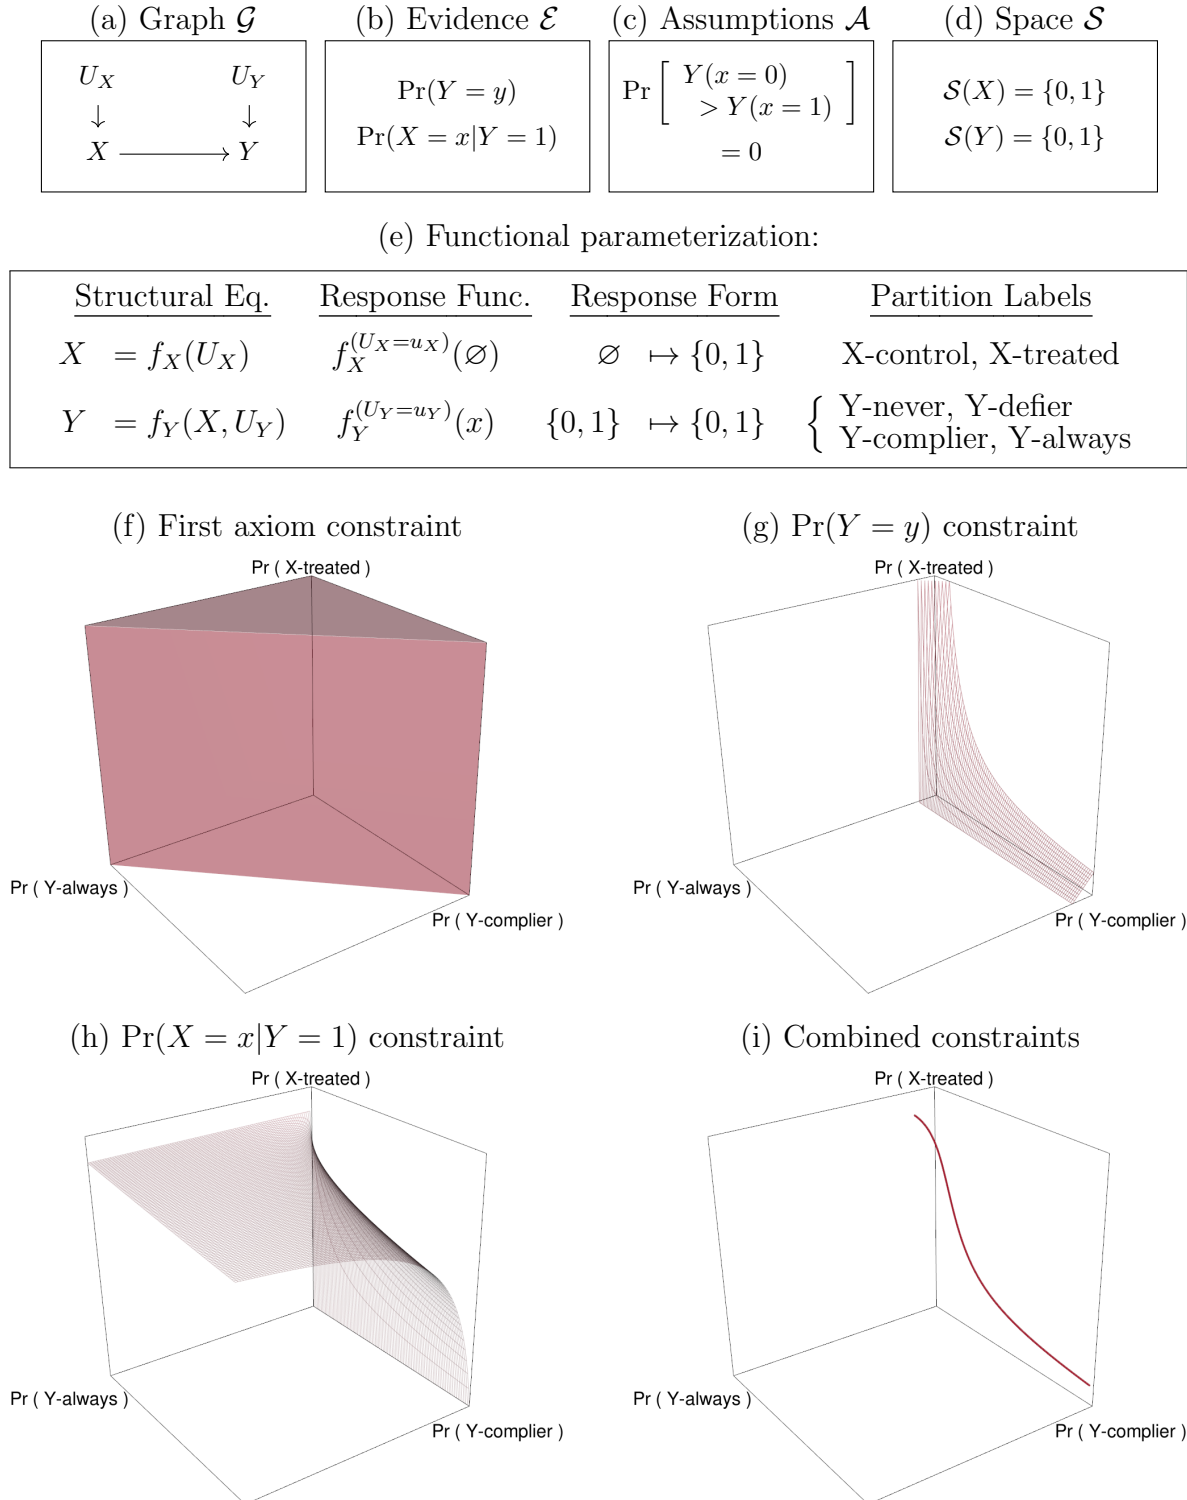 (a) Graph 𝒢
(b) Evidence ℰ
(c) Assumptions 𝒜
(d) Space 𝒮
U_X U_Y
↓ ↓
X ⟶ Y
Pr(Y = y)
Pr(X = x|Y = 1)
Pr [ Y(x = 0)
> Y(x = 1) ]
= 0
𝒮(X) = {0, 1}
𝒮(Y) = {0, 1}
(e) Functional parameterization:
Structural Eq. Response Func. Response Form Partition Labels
X = f_X(U_X) f_X^{(U_X=u_X)}(∅) ∅ ↦ {0, 1} X-control, X-treated
Y = f_Y(X, U_Y) f_Y^{(U_Y=u_Y)}(x) {0, 1} ↦ {0, 1} { Y-never, Y-defier
Y-complier, Y-always
(f) First axiom constraint
Pr ( X-treated )
Pr ( Y-always )
Pr ( Y-complier )
(g) Pr(Y = y) constraint
Pr ( X-treated )
Pr ( Y-always )
Pr ( Y-complier )
(h) Pr(X = x|Y = 1) constraint
Pr ( X-treated )
Pr ( Y-always )
Pr ( Y-complier )
(i) Combined constraints
Pr ( X-treated )
Pr ( Y-always )
Pr ( Y-complier )